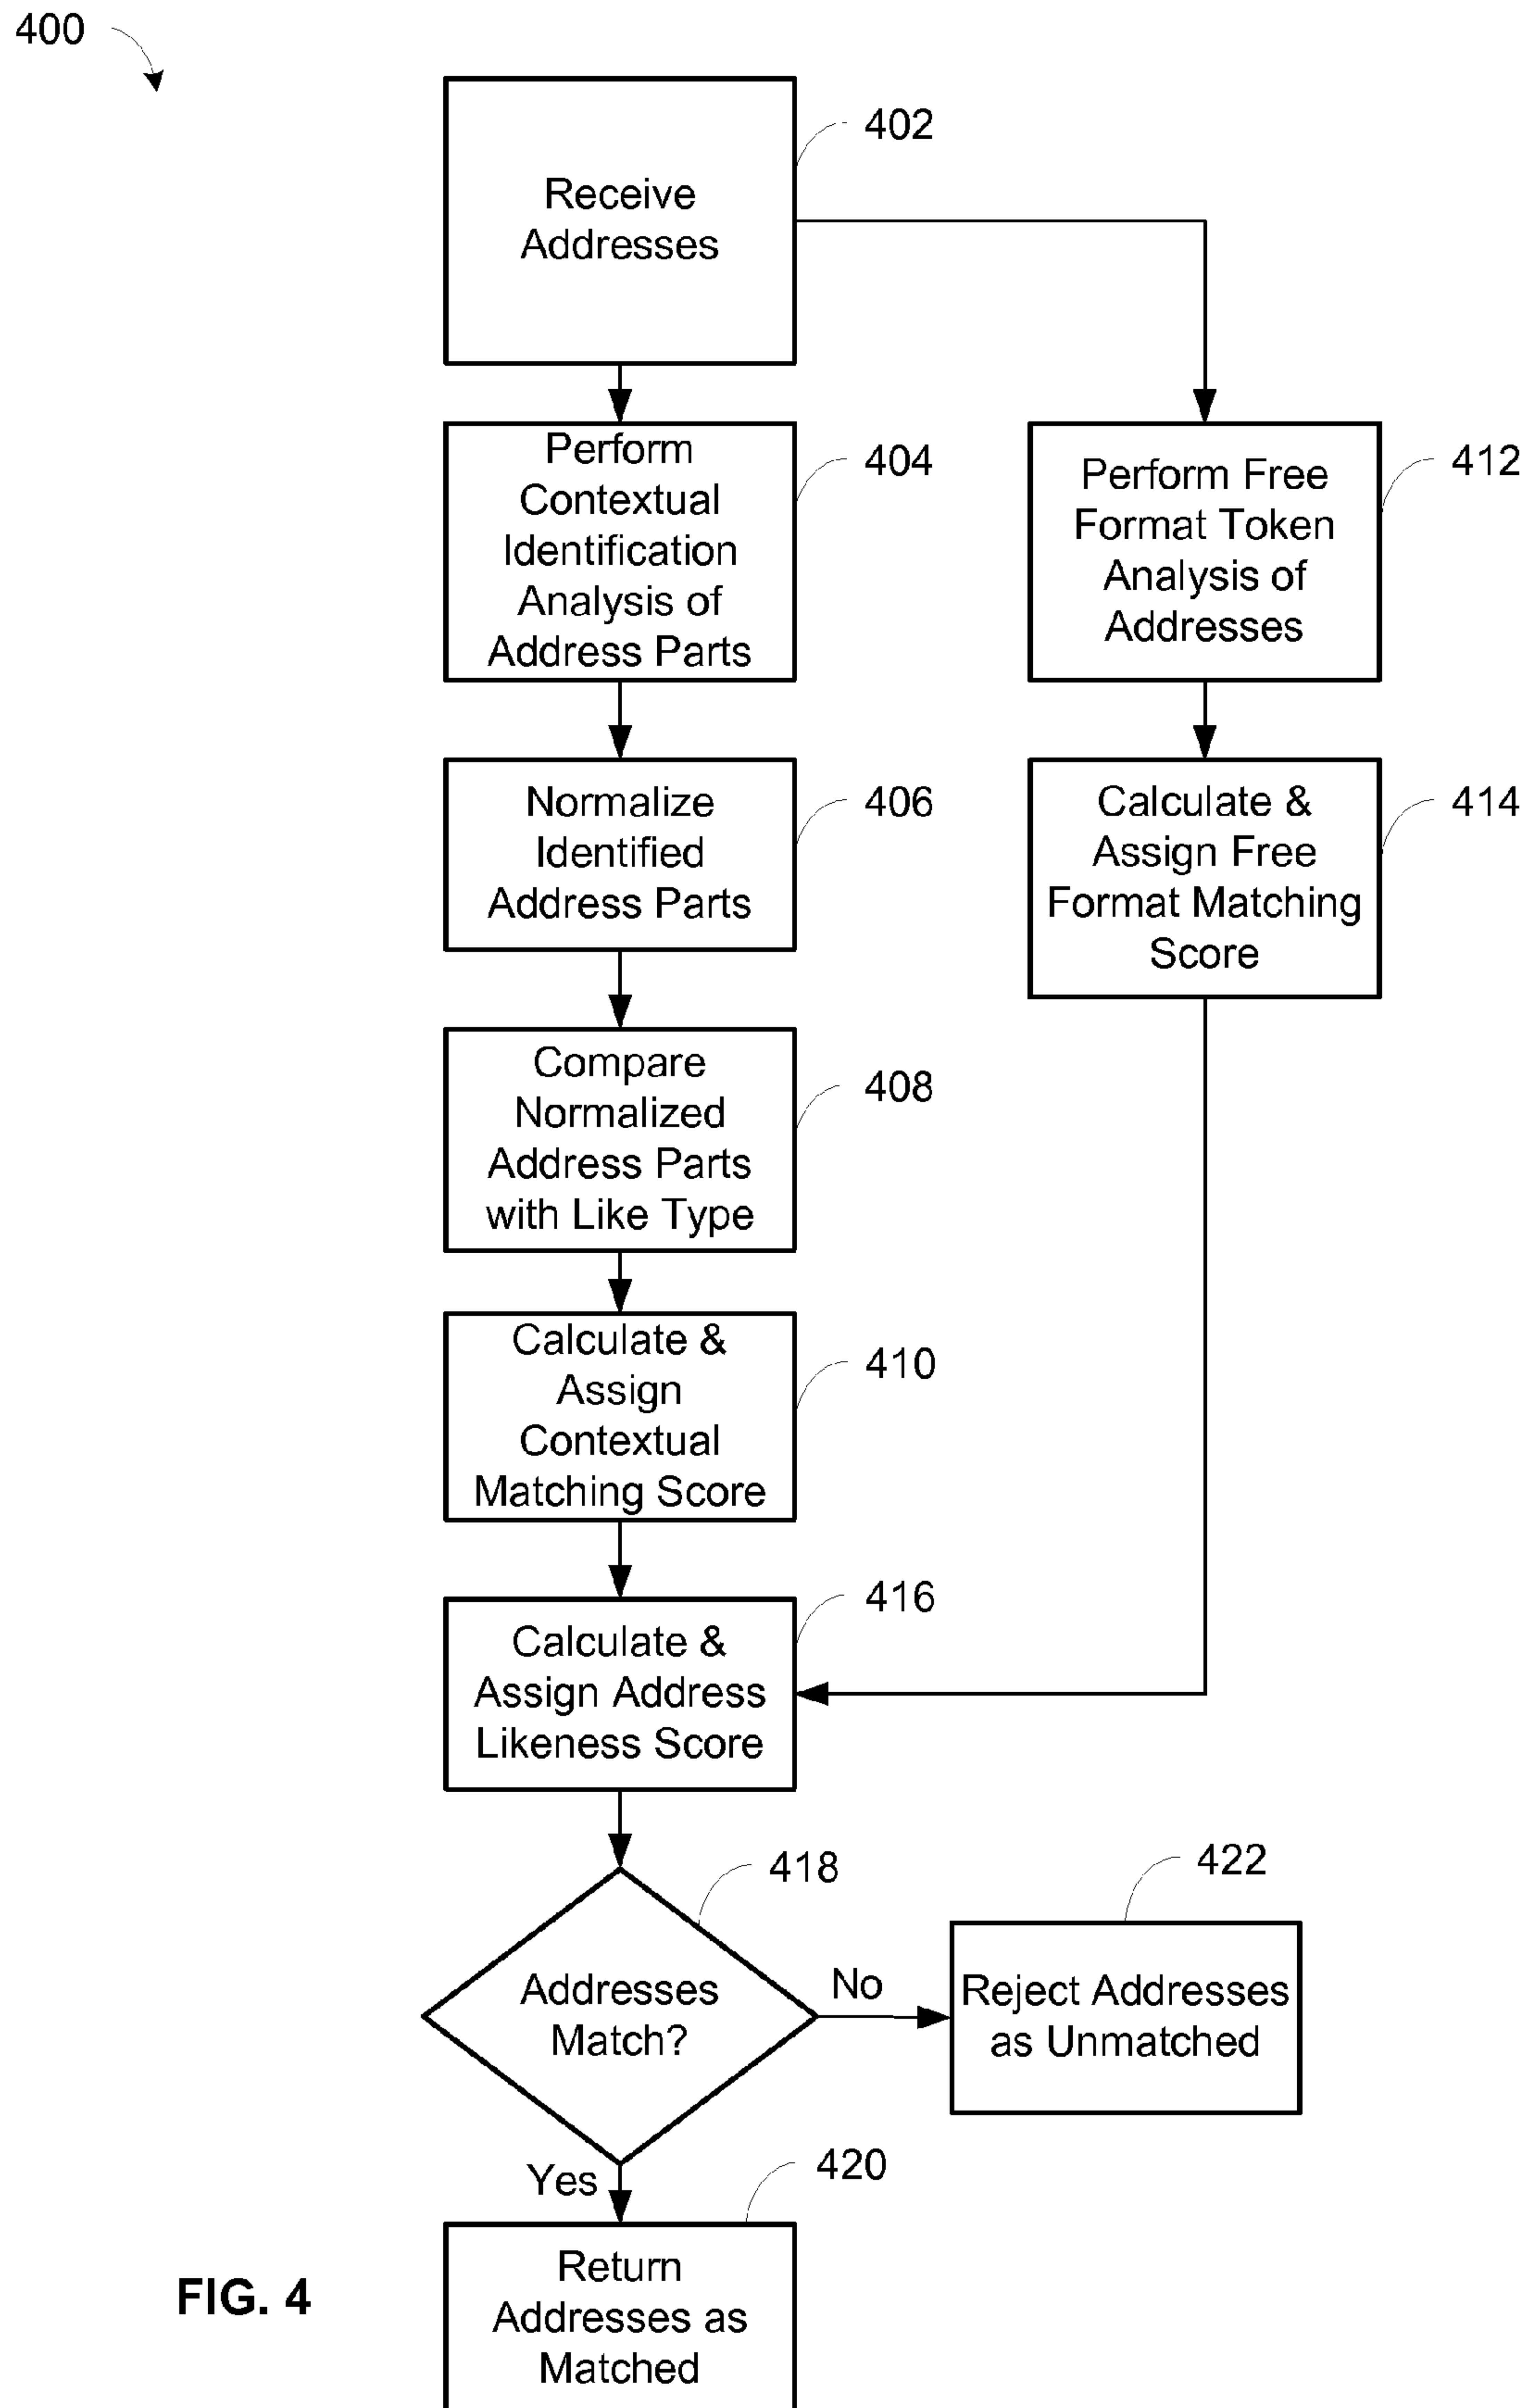 400
402
Receive
Addresses
Perform
Contextual
Identification
Analysis of
Address Parts
404
Perform Free
Format Token
Analysis of
Addresses
412
Normalize
Identified
Address Parts
406
Calculate &
Assign Free
Format Matching
Score
414
Compare
Normalized
Address Parts
with Like Type
408
Calculate &
Assign
Contextual
Matching Score
410
Calculate &
Assign Address
Likeness Score
416
Addresses
Match?
418
No
Reject Addresses
as Unmatched
422
Yes
420
Return
Addresses as
Matched
FIG. 4